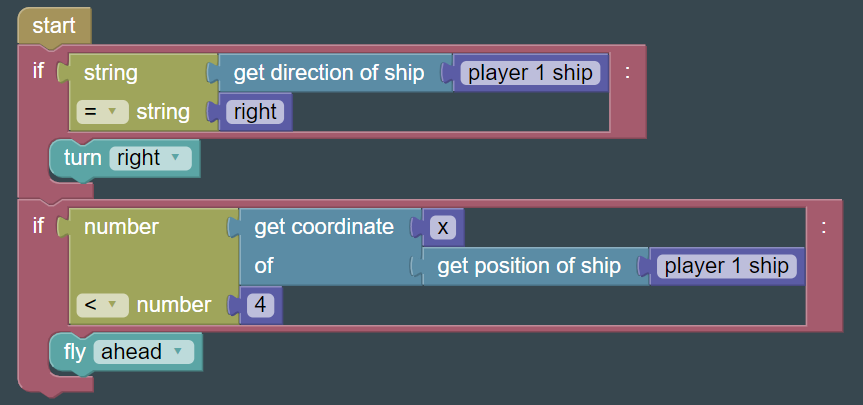 start
if string get direction of ship player 1 ship :
= string right
turn right
if number get coordinate x :
of get position of ship player 1 ship
< number 4
fly ahead